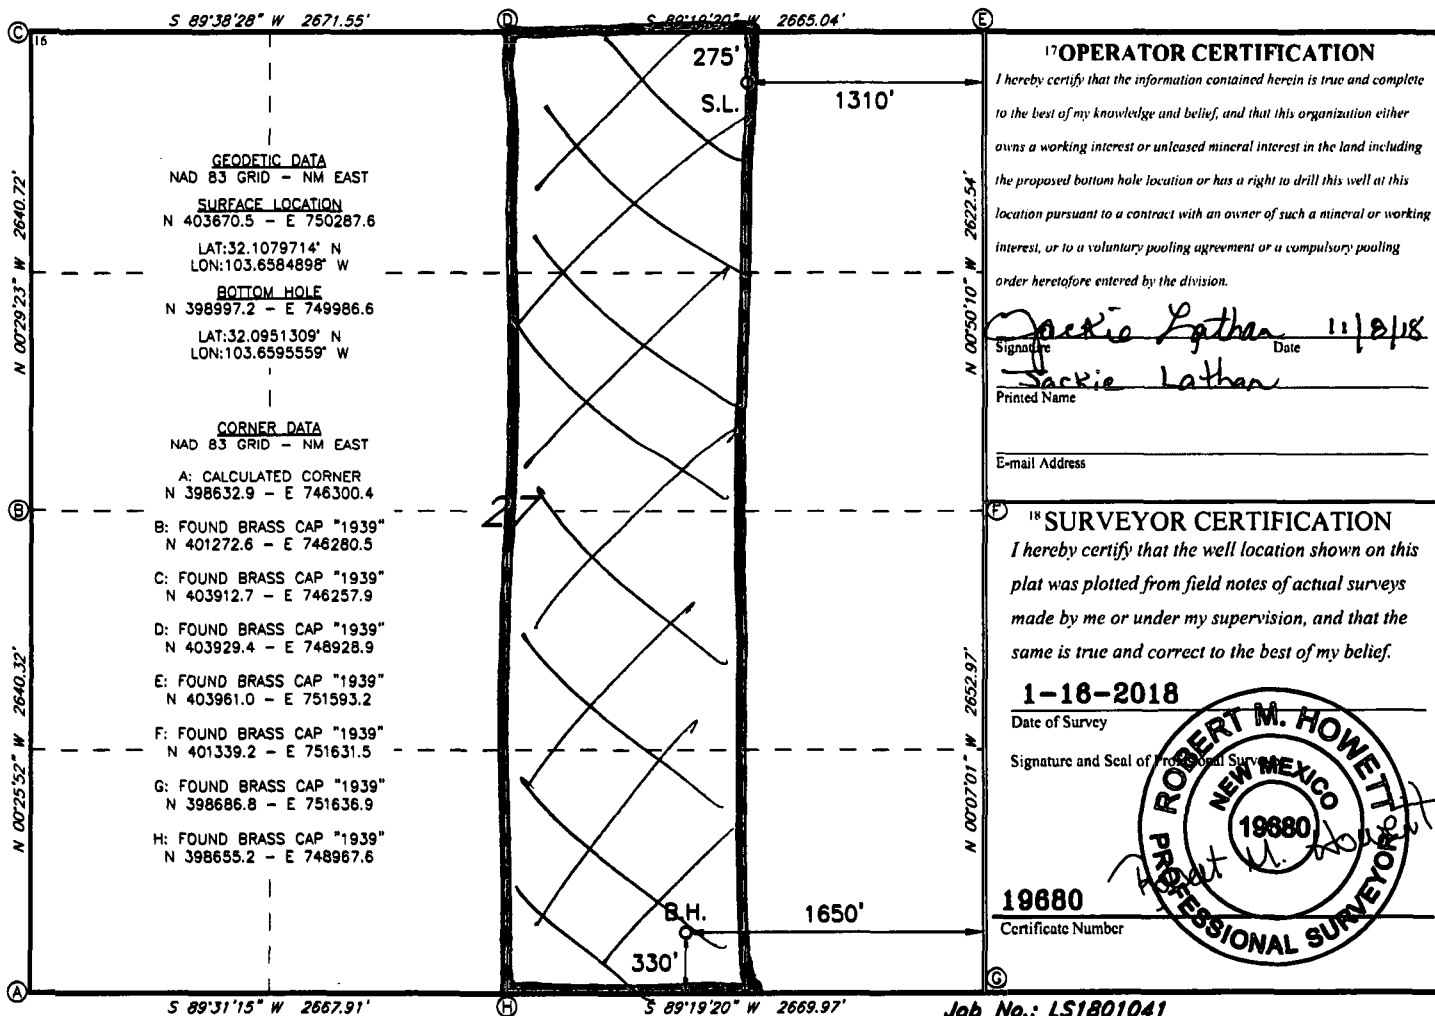 S 89°38'28" W 2671.55'
S 89°19'20" W 2665.04'
C
D
E
16
275'
S.L.
1310'
GEODETIC DATA
NAD 83 GRID - NM EAST
SURFACE LOCATION
N 403670.5 - E 750287.6
LAT:32.1079714° N
LON:103.6584898° W
BOTTOM HOLE
N 398997.2 - E 749986.6
LAT:32.0951309° N
LON:103.6595559° W
CORNER DATA
NAD 83 GRID - NM EAST
A: CALCULATED CORNER
N 398632.9 - E 746300.4
B: FOUND BRASS CAP "1939"
N 401272.6 - E 746280.5
C: FOUND BRASS CAP "1939"
N 403912.7 - E 746257.9
D: FOUND BRASS CAP "1939"
N 403929.4 - E 748928.9
E: FOUND BRASS CAP "1939"
N 403961.0 - E 751593.2
F: FOUND BRASS CAP "1939"
N 401339.2 - E 751631.5
G: FOUND BRASS CAP "1939"
N 398686.8 - E 751636.9
H: FOUND BRASS CAP "1939"
N 398655.2 - E 748967.6
N 00°29'23" W 2640.72'
N 00°25'52" W 2640.32'
B
27
F
N 00°50'10" W 2622.54'
N 00°07'01" W 2652.97'
B.H.
1650'
330'
A
H
G
S 89°31'15" W 2667.91'
S 89°19'20" W 2669.97'
Job No.: LS1801041
17 OPERATOR CERTIFICATION
I hereby certify that the information contained herein is true and complete
to the best of my knowledge and belief, and that this organization either
owns a working interest or unleased mineral interest in the land including
the proposed bottom hole location or has a right to drill this well at this
location pursuant to a contract with an owner of such a mineral or working
interest, or to a voluntary pooling agreement or a compulsory pooling
order heretofore entered by the division.
Jackie Lathan 11/8/18
Signature Date
Jackie Lathan
Printed Name
E-mail Address
18 SURVEYOR CERTIFICATION
I hereby certify that the well location shown on this
plat was plotted from field notes of actual surveys
made by me or under my supervision, and that the
same is true and correct to the best of my belief.
1-16-2018
Date of Survey
Signature and Seal of Professional Surveyor
ROBERT M. HOWETT
NEW MEXICO
19680
PROFESSIONAL SURVEYOR
Robert M. Howett
19680
Certificate Number